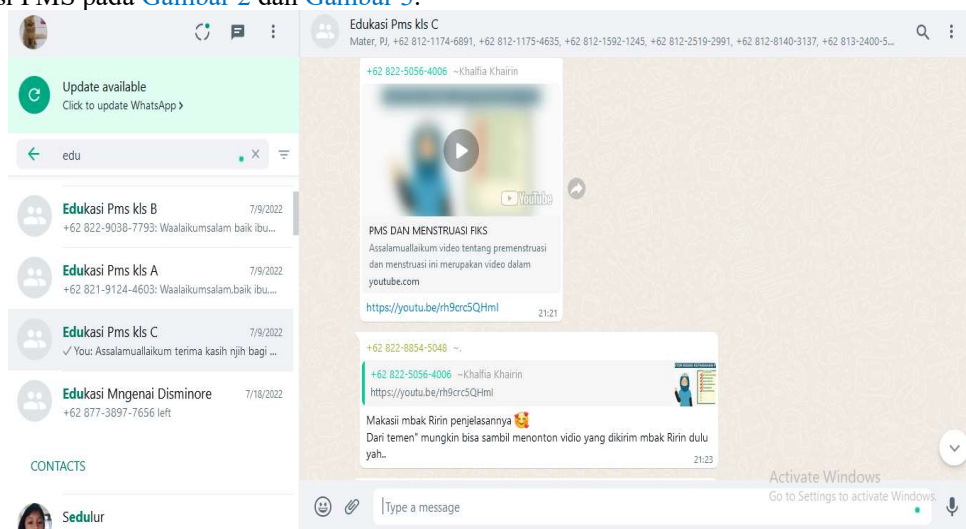 si PMS pada Gambar 2 dan Gambar 3.
Edukasi Pms kls C
Mater, PJ, +62 812-1174-6891, +62 812-1175-4635, +62 812-1592-1245, +62 812-2519-2991, +62 812-8140-3137, +62 813-2400-5...
Update available
Click to update WhatsApp >
edu
Edukasi Pms kls B 7/9/2022
+62 822-9038-7793: Waalaikumsalam baik ibu...
Edukasi Pms kls A 7/9/2022
+62 821-9124-4603: Waalaikumsalam,baik ibu,...
Edukasi Pms kls C 7/9/2022
You: Assalamuallaikum terima kasih njih bagi ...
Edukasi Mngenai Disminore 7/18/2022
+62 877-3897-7656 left
CONTACTS
Sedulur
+62 822-5056-4006 ~Khalfia Khairin
YouTube
PMS DAN MENSTRUASI FIKS
Assalamuallaikum video tentang premenstruasi
dan menstruasi ini merupakan video dalam
youtube.com
https://youtu.be/rh9crc5QHmI
21:21
+62 822-8854-5048 ~.
+62 822-5056-4006 ~Khalfia Khairin
https://youtu.be/rh9crc5QHmI
Makasii mbak Ririn penjelasannya 🥰
Dari temen" mungkin bisa sambil menonton vidio yang dikirim mbak Ririn dulu
yah..
21:23
Activate Windows
Go to Settings to activate Windows.
Type a message